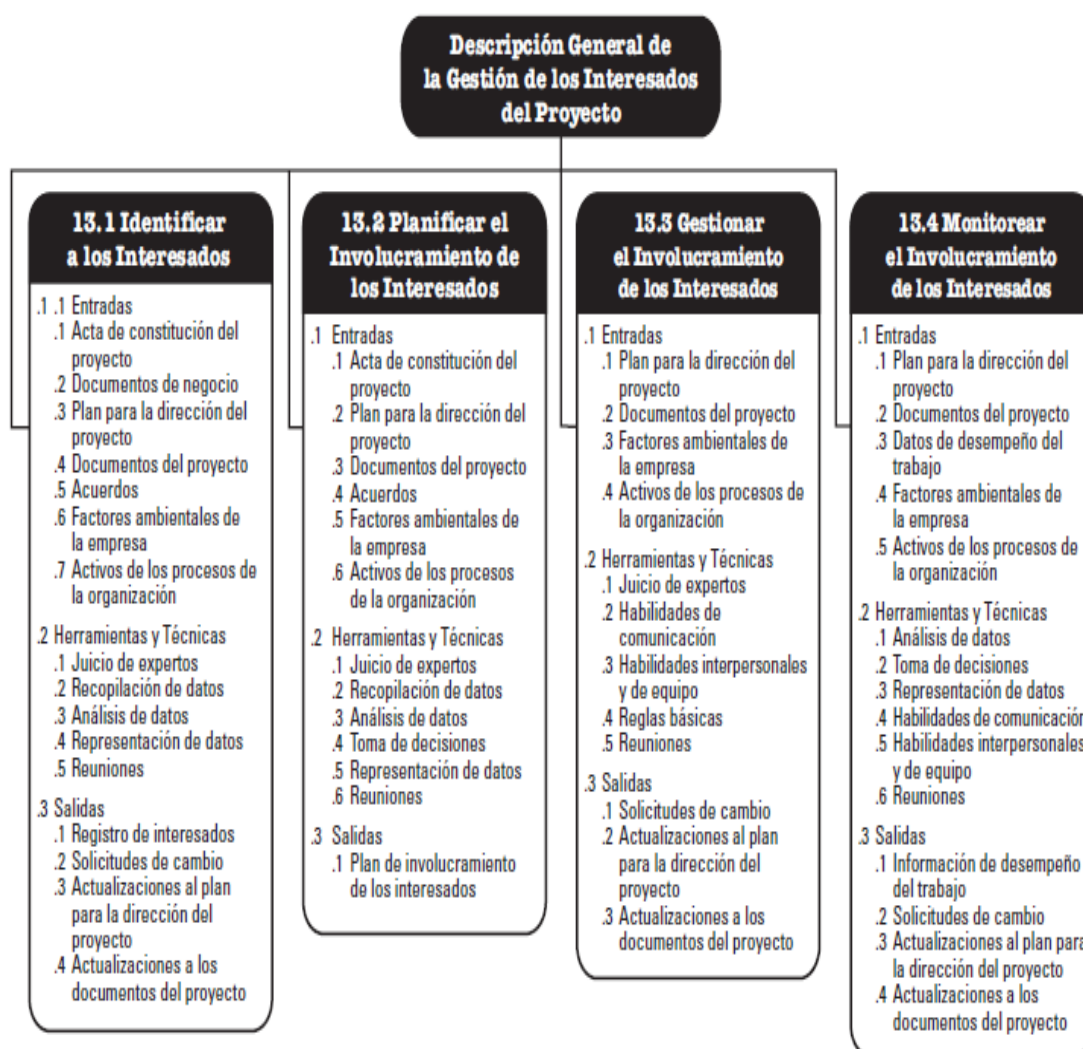 Descripción General de
la Gestión de los Interesados
del Proyecto
13.1 Identificar
a los Interesados
.1 .1 Entradas
.1 Acta de constitución del
proyecto
.2 Documentos de negocio
.3 Plan para la dirección del
proyecto
.4 Documentos del proyecto
.5 Acuerdos
.6 Factores ambientales de
la empresa
.7 Activos de los procesos de
la organización
.2 Herramientas y Técnicas
.1 Juicio de expertos
.2 Recopilación de datos
.3 Análisis de datos
.4 Representación de datos
.5 Reuniones
.3 Salidas
.1 Registro de interesados
.2 Solicitudes de cambio
.3 Actualizaciones al plan
para la dirección del
proyecto
.4 Actualizaciones a los
documentos del proyecto
13.2 Planificar el
Involucramiento de
los Interesados
.1 Entradas
.1 Acta de constitución del
proyecto
.2 Plan para la dirección del
proyecto
.3 Documentos del proyecto
.4 Acuerdos
.5 Factores ambientales de
la empresa
.6 Activos de los procesos
de la organización
.2 Herramientas y Técnicas
.1 Juicio de expertos
.2 Recopilación de datos
.3 Análisis de datos
.4 Toma de decisiones
.5 Representación de datos
.6 Reuniones
.3 Salidas
.1 Plan de involucramiento
de los interesados
13.3 Gestionar
el Involucramiento
de los Interesados
.1 Entradas
.1 Plan para la dirección del
proyecto
.2 Documentos del proyecto
.3 Factores ambientales de
la empresa
.4 Activos de los procesos de
la organización
.2 Herramientas y Técnicas
.1 Juicio de expertos
.2 Habilidades de
comunicación
.3 Habilidades interpersonales
y de equipo
.4 Reglas básicas
.5 Reuniones
.3 Salidas
.1 Solicitudes de cambio
.2 Actualizaciones al plan
para la dirección del
proyecto
.3 Actualizaciones a los
documentos del proyecto
13.4 Monitorear
el Involucramiento
de los Interesados
.1 Entradas
.1 Plan para la dirección del
proyecto
.2 Documentos del proyecto
.3 Datos de desempeño del
trabajo
.4 Factores ambientales de
la empresa
.5 Activos de los procesos de
la organización
.2 Herramientas y Técnicas
.1 Análisis de datos
.2 Toma de decisiones
.3 Representación de datos
.4 Habilidades de comunicación
.5 Habilidades interpersonales
y de equipo
.6 Reuniones
.3 Salidas
.1 Información de desempeño
del trabajo
.2 Solicitudes de cambio
.3 Actualizaciones al plan para
la dirección del proyecto
.4 Actualizaciones a los
documentos del proyecto